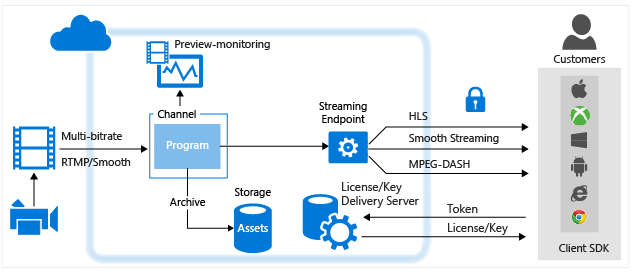 Preview-monitoring
Customers
Channel
Streaming
Endpoint
HLS
Multi-bitrate
Program
Smooth Streaming
RTMP/Smooth
MPEG-DASH
Archive
Storage
License/Key
Delivery Server
Token
Assets
License/Key
Client SDK